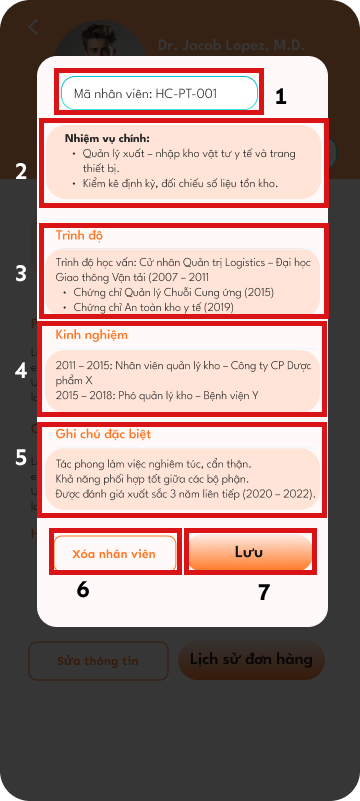 Dr. Jacob Lopez, M.D.
Mã nhân viên: HC-PT-001
1
Nhiệm vụ chính:
• Quản lý xuất – nhập kho vật tư y tế và trang
thiết bị.
• Kiểm kê định kỳ, đối chiếu số liệu tồn kho.
2
Trình độ
Trình độ học vấn: Cử nhân Quản trị Logistics – Đại học
Giao thông Vận tải (2007 – 2011
• Chứng chỉ Quản lý Chuỗi Cung ứng (2015)
• Chứng chỉ An toàn kho y tế (2019)
3
Kinh nghiệm
2011 – 2015: Nhân viên quản lý kho – Công ty CP Dược
phẩm X
2015 – 2018: Phó quản lý kho – Bệnh viện Y
4
Ghi chú đặc biệt
Tác phong làm việc nghiêm túc, cẩn thận.
Khả năng phối hợp tốt giữa các bộ phận.
Được đánh giá xuất sắc 3 năm liên tiếp (2020 – 2022).
5
Xóa nhân viên
Lưu
6
7
Sửa thông tin
Lịch sử đơn hàng